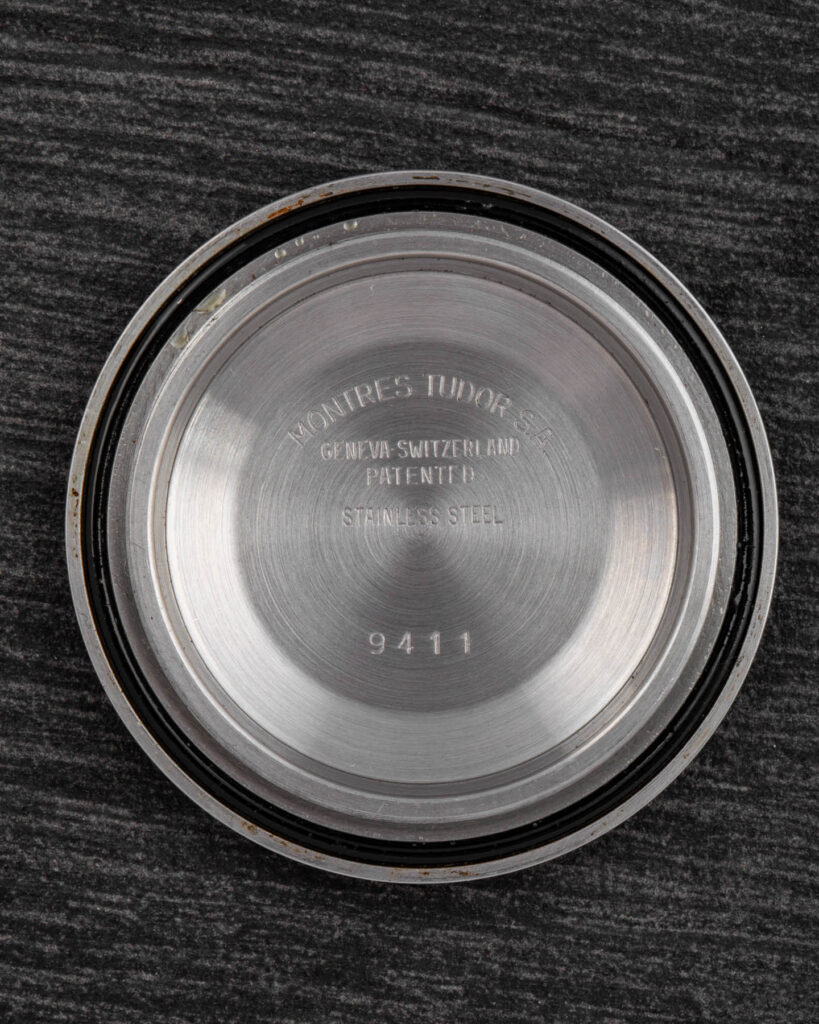 MONTRES TUDOR S.A.
GENEVA-SWITZERLAND
PATENTED
STAINLESS STEEL
9411